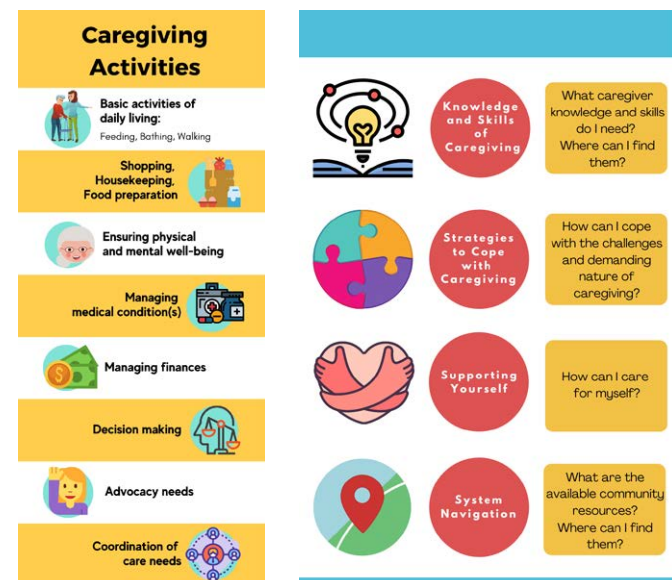 Caregiving
Activities
Basic activities of
daily living:
Feeding, Bathing, Walking
Shopping,
Housekeeping,
Food preparation
Ensuring physical
and mental well-being
Managing
medical condition(s)
Managing finances
Decision making
Advocacy needs
Coordination of
care needs
Knowledge
and Skills
of
Caregiving
What caregiver
knowledge and skills
do I need?
Where can I find
them?
Strategies
to Cope
with
Caregiving
How can I cope
with the challenges
and demanding
nature of
caregiving?
Supporting
Yourself
How can I care
for myself?
System
Navigation
What are the
available community
resources?
Where can I find
them?